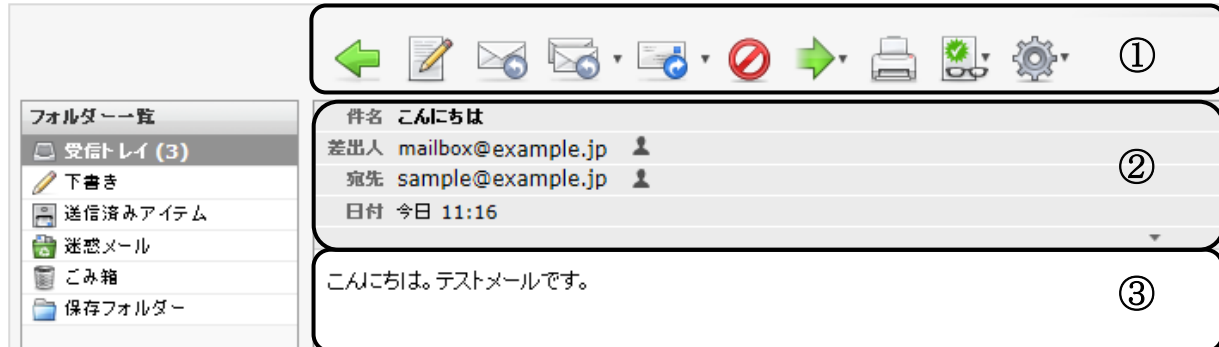 ①
フォルダー一覧
受信トレイ (3)
下書き
送信済みアイテム
迷惑メール
ごみ箱
保存フォルダー
件名 こんにちは
差出人 mailbox@example.jp
宛先 sample@example.jp
日付 今日 11:16
②
こんにちは。テストメールです。
③